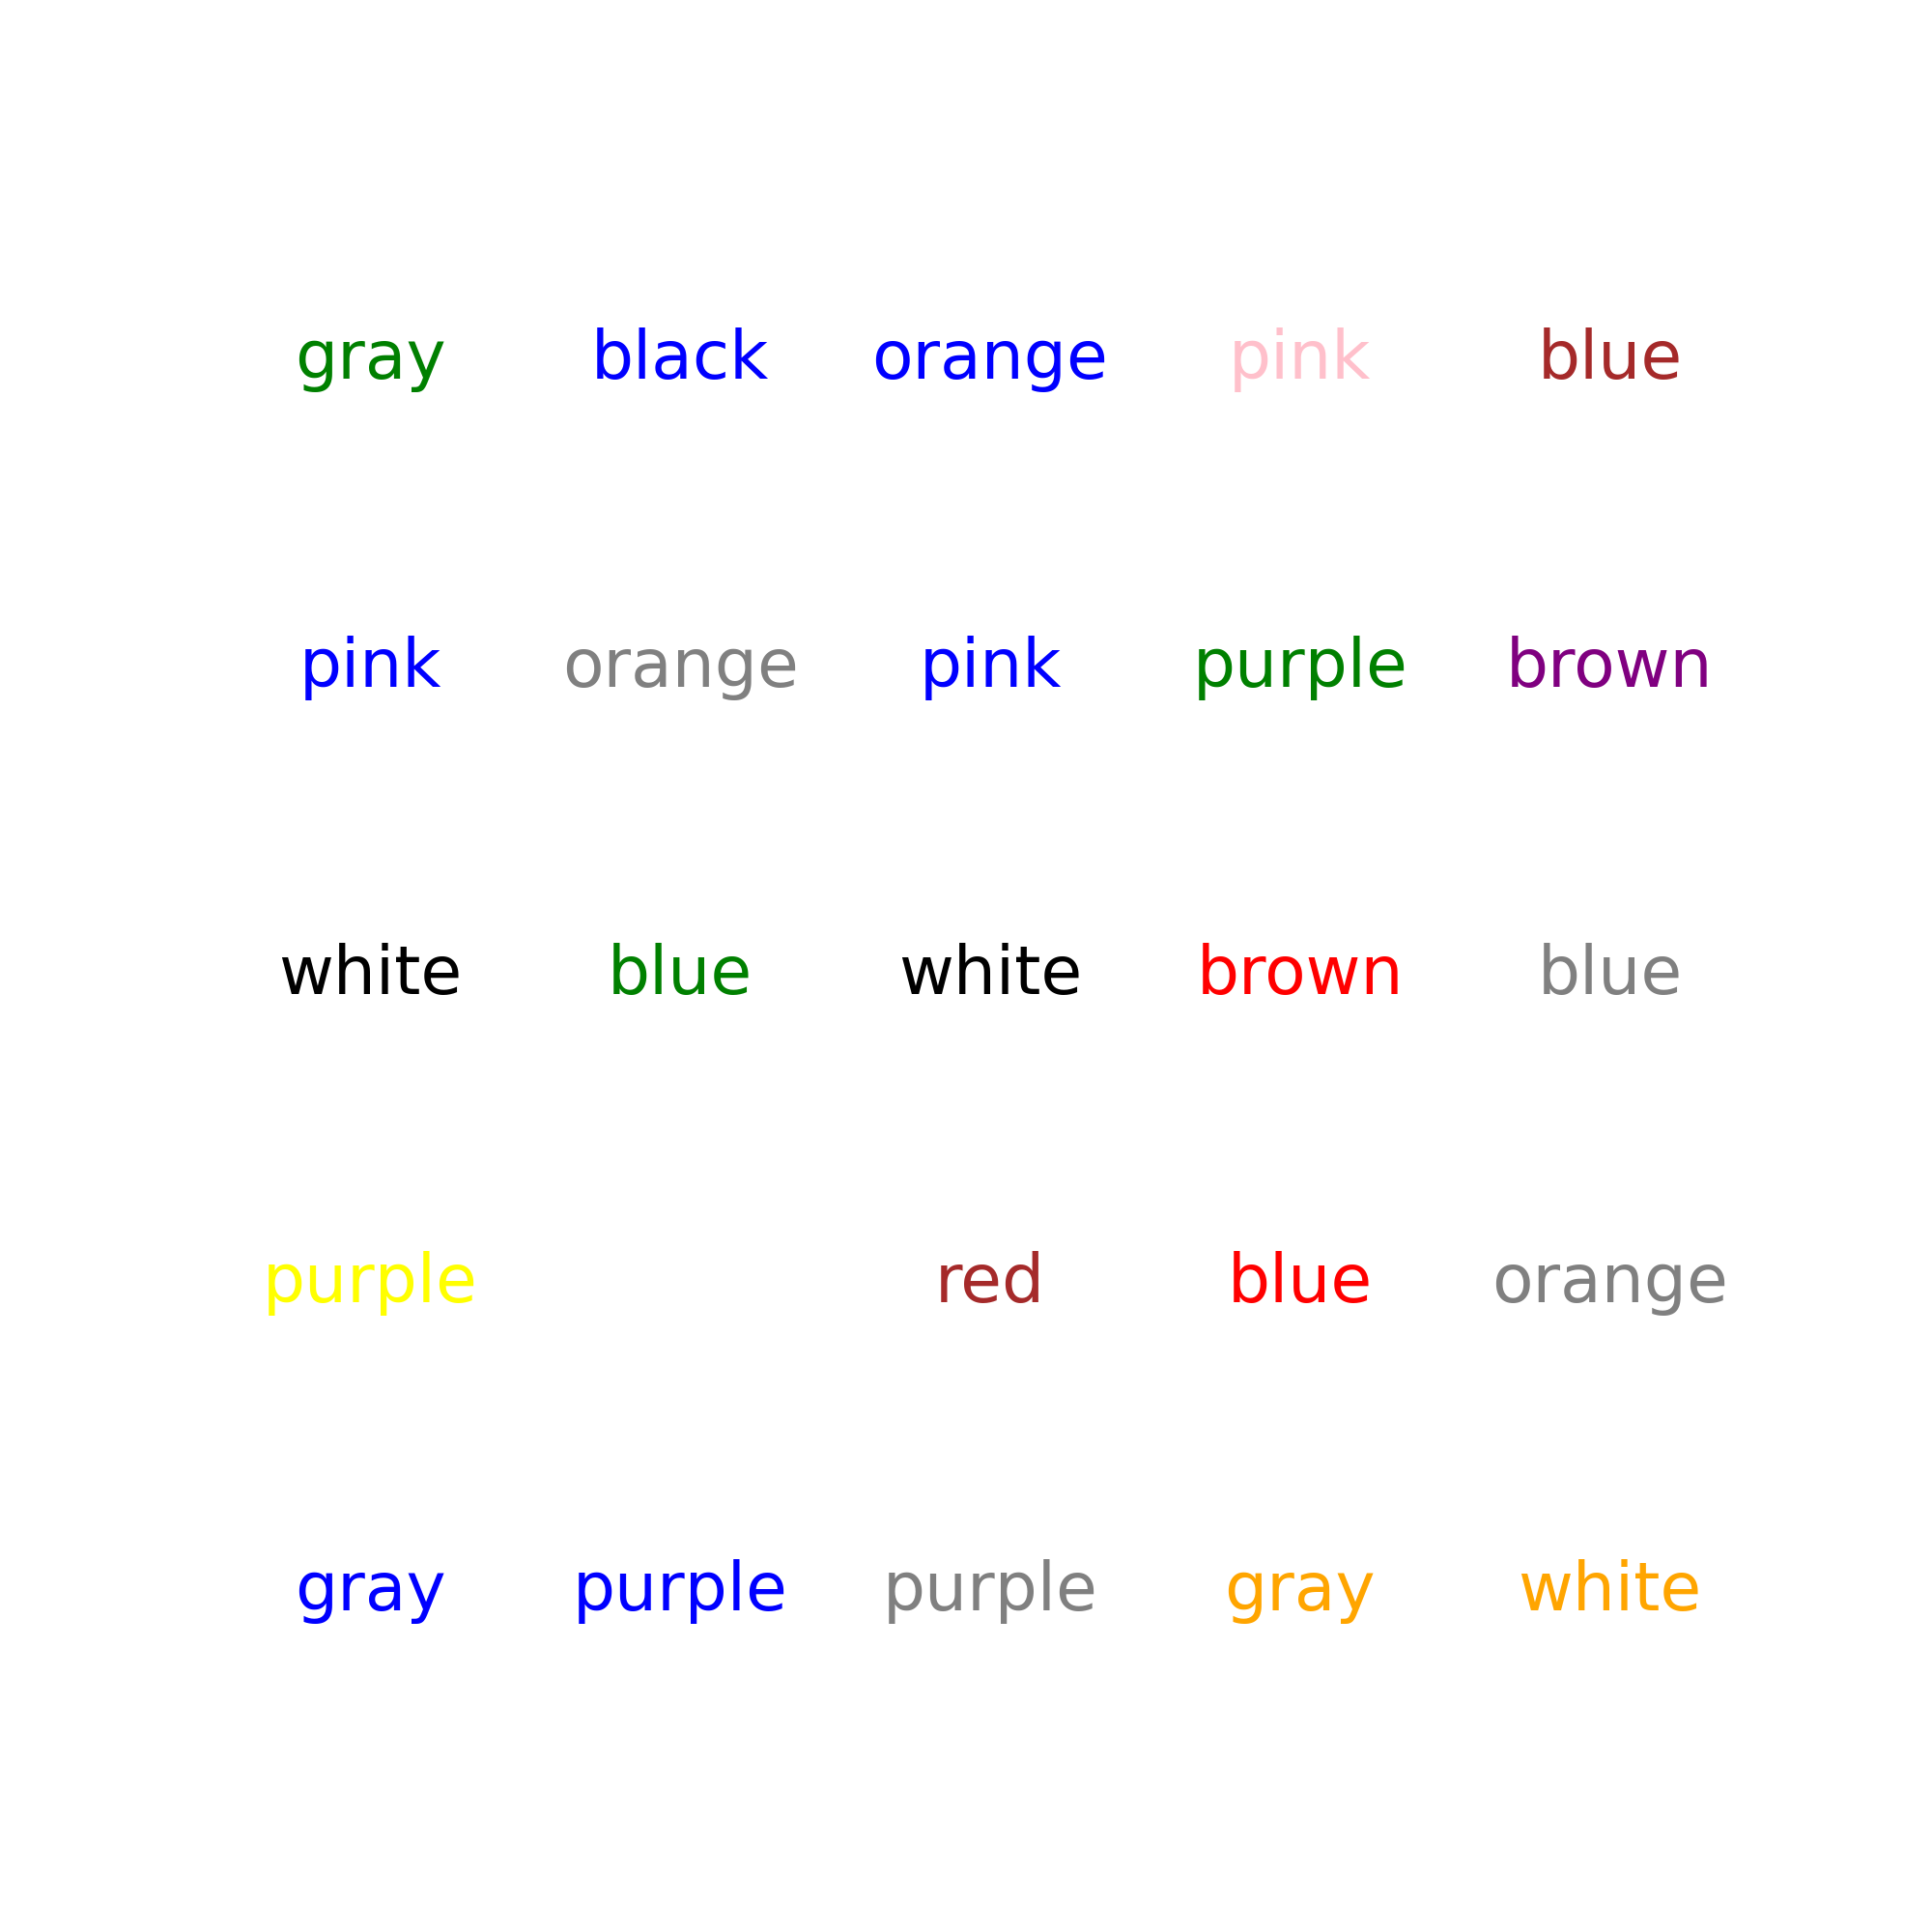 gray black orange pink blue
pink orange pink purple brown
white blue white brown blue
purple red blue orange
gray purple purple gray white